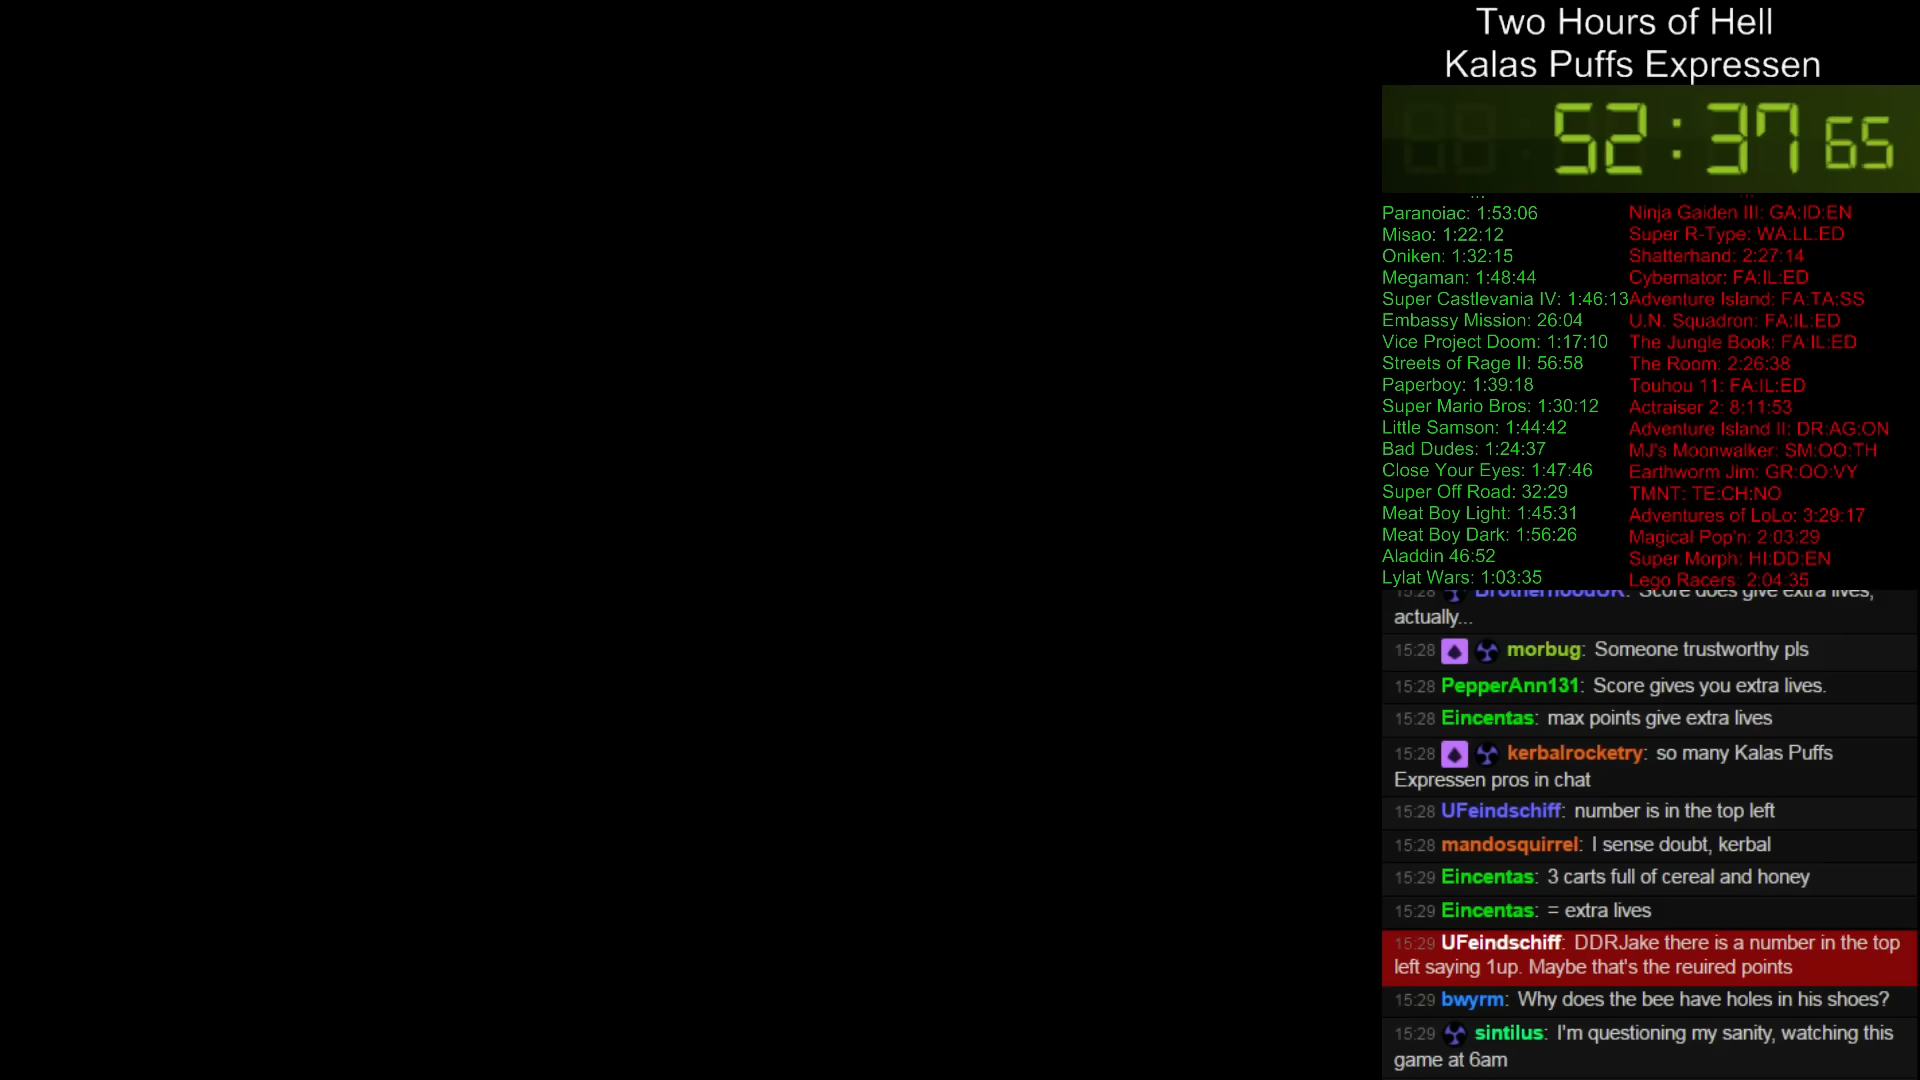 Two Hours of Hell
Kalas Puffs Expressen
52:37 65
... ...
Paranoiac: 1:53:06
Misao: 1:22:12
Oniken: 1:32:15
Megaman: 1:48:44
Super Castlevania IV: 1:46:13
Embassy Mission: 26:04
Vice Project Doom: 1:17:10
Streets of Rage II: 56:58
Paperboy: 1:39:18
Super Mario Bros: 1:30:12
Little Samson: 1:44:42
Bad Dudes: 1:24:37
Close Your Eyes: 1:47:46
Super Off Road: 32:29
Meat Boy Light: 1:45:31
Meat Boy Dark: 1:56:26
Aladdin 46:52
Lylat Wars: 1:03:35
Ninja Gaiden III: GA:ID:EN
Super R-Type: WA:LL:ED
Shatterhand: 2:27:14
Cybernator: FA:IL:ED
Adventure Island: FA:TA:SS
U.N. Squadron: FA:IL:ED
The Jungle Book: FA:IL:ED
The Room: 2:26:38
Touhou 11: FA:IL:ED
Actraiser 2: 8:11:53
Adventure Island II: DR:AG:ON
MJ's Moonwalker: SM:OO:TH
Earthworm Jim: GR:OO:VY
TMNT: TE:CH:NO
Adventures of LoLo: 3:29:17
Magical Pop'n: 2:03:29
Super Morph: HI:DD:EN
Lego Racers: 2:04:35
15:28 BrotherhoodUK: Score does give extra lives,
actually...
15:28 morbug: Someone trustworthy pls
15:28 PepperAnn131: Score gives you extra lives.
15:28 Eincentas: max points give extra lives
15:28 kerbalrocketry: so many Kalas Puffs
Expressen pros in chat
15:28 UFeindschiff: number is in the top left
15:28 mandosquirrel: I sense doubt, kerbal
15:29 Eincentas: 3 carts full of cereal and honey
15:29 Eincentas: = extra lives
15:29 UFeindschiff: DDRJake there is a number in the top
left saying 1up. Maybe that's the reuired points
15:29 bwyrm: Why does the bee have holes in his shoes?
15:29 sintilus: I'm questioning my sanity, watching this
game at 6am